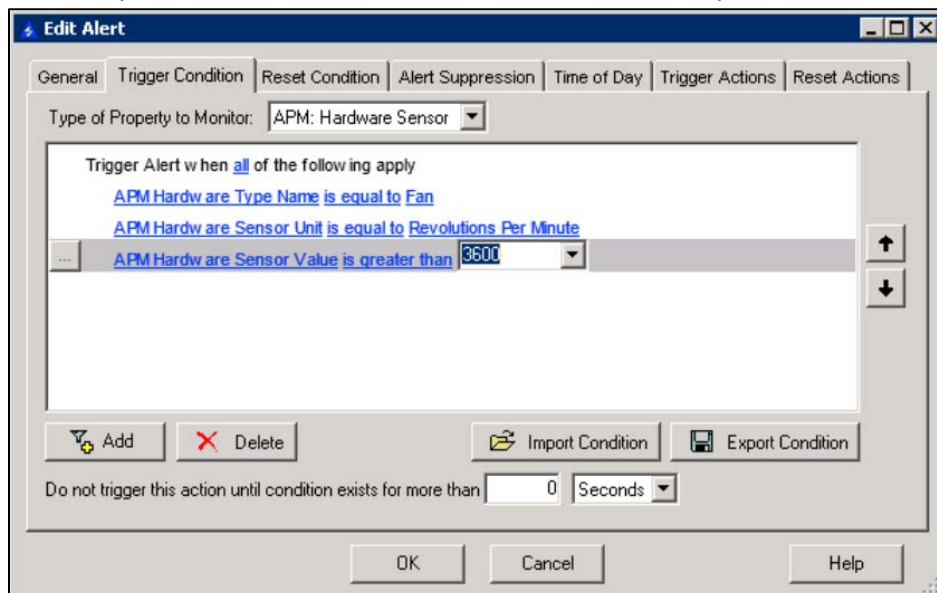 Edit Alert
General Trigger Condition Reset Condition Alert Suppression Time of Day Trigger Actions Reset Actions
Type of Property to Monitor: APM: Hardware Sensor
Trigger Alert when all of the following apply
APM Hardware Type Name is equal to Fan
APM Hardware Sensor Unit is equal to Revolutions Per Minute
... APM Hardware Sensor Value is greater than 3600
Add Delete Import Condition Export Condition
Do not trigger this action until condition exists for more than 0 Seconds
OK Cancel Help